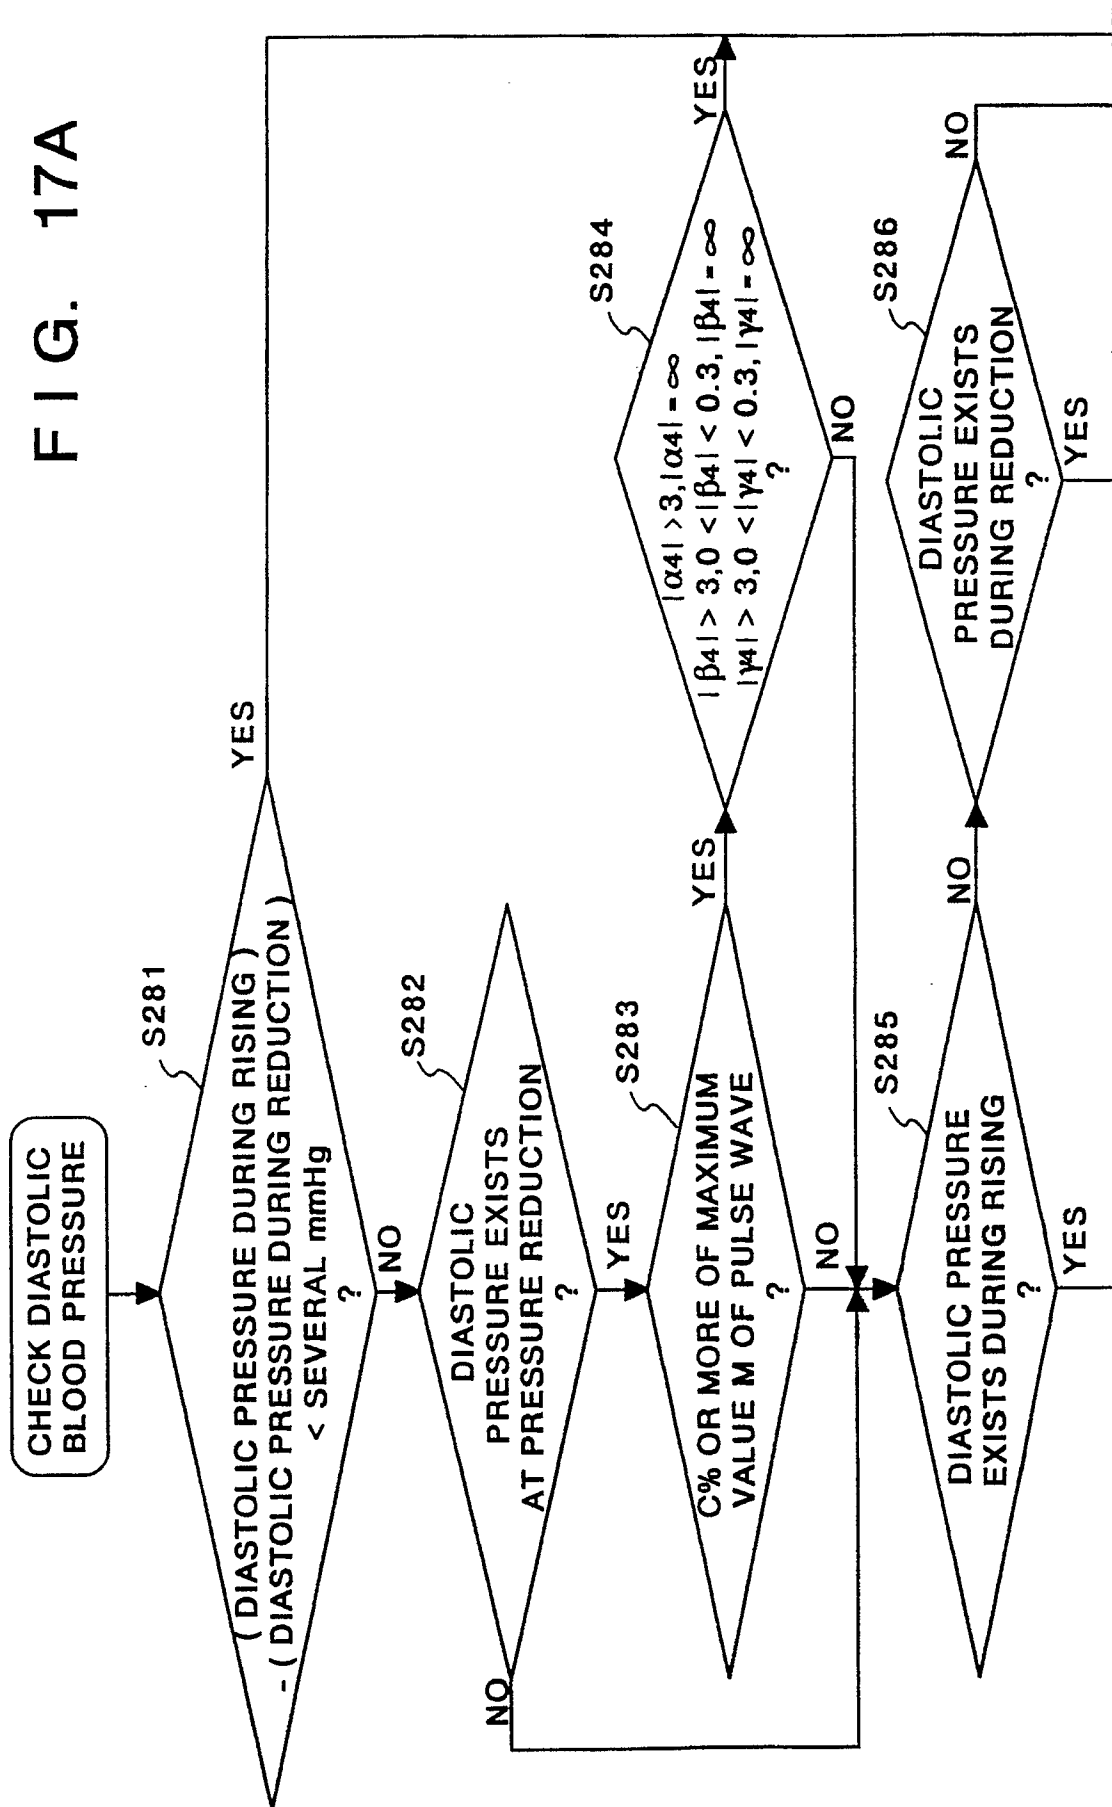 FIG. 17A
CHECK DIASTOLIC
BLOOD PRESSURE
S281
( DIASTOLIC PRESSURE DURING RISING )
- ( DIASTOLIC PRESSURE DURING REDUCTION )
< SEVERAL mmHg
?
YES
NO
S282
DIASTOLIC
PRESSURE EXISTS
AT PRESSURE REDUCTION
?
NO
YES
S283
C% OR MORE OF MAXIMUM
VALUE M OF PULSE WAVE
?
YES
NO
S284
|α4| >3,|α4| = ∞
|β4| > 3,0 <|β4| < 0.3, |β4| = ∞
|γ4| > 3,0 <|γ4| < 0.3, |γ4| = ∞
?
YES
NO
S285
DIASTOLIC PRESSURE
EXISTS DURING RISING
?
NO
YES
S286
DIASTOLIC
PRESSURE EXISTS
DURING REDUCTION
?
NO
YES